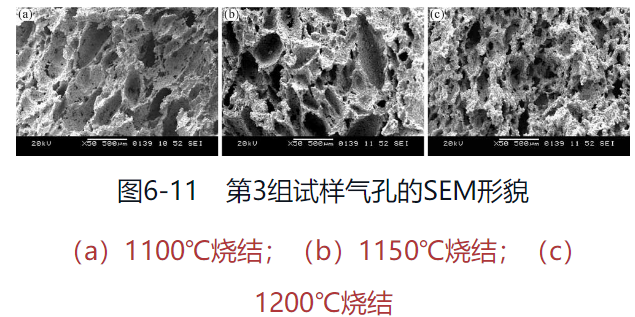 (a) (b) (c)
20kV X50 500μm 0139 10 52 SEI 20kV X50 500μm 0139 11 52 SEI 20kV X50 500μm 0139 12 52 SEI
图6-11 第3组试样气孔的SEM形貌
（a）1100℃烧结；（b）1150℃烧结；（c）
1200℃烧结